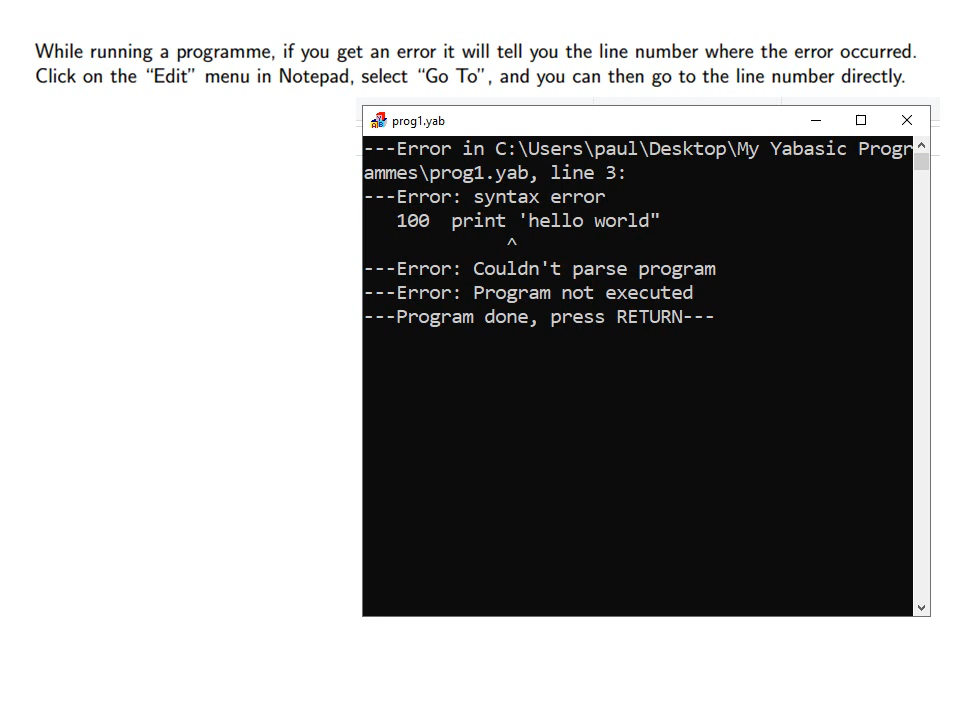 While running a programme, if you get an error it will tell you the line number where the error occurred.
Click on the “Edit” menu in Notepad, select “Go To”, and you can then go to the line number directly.
prog1.yab
---Error in C:\Users\paul\Desktop\My Yabasic Progr
ammes\prog1.yab, line 3:
---Error: syntax error
   100  print 'hello world"
             ^
---Error: Couldn't parse program
---Error: Program not executed
---Program done, press RETURN---